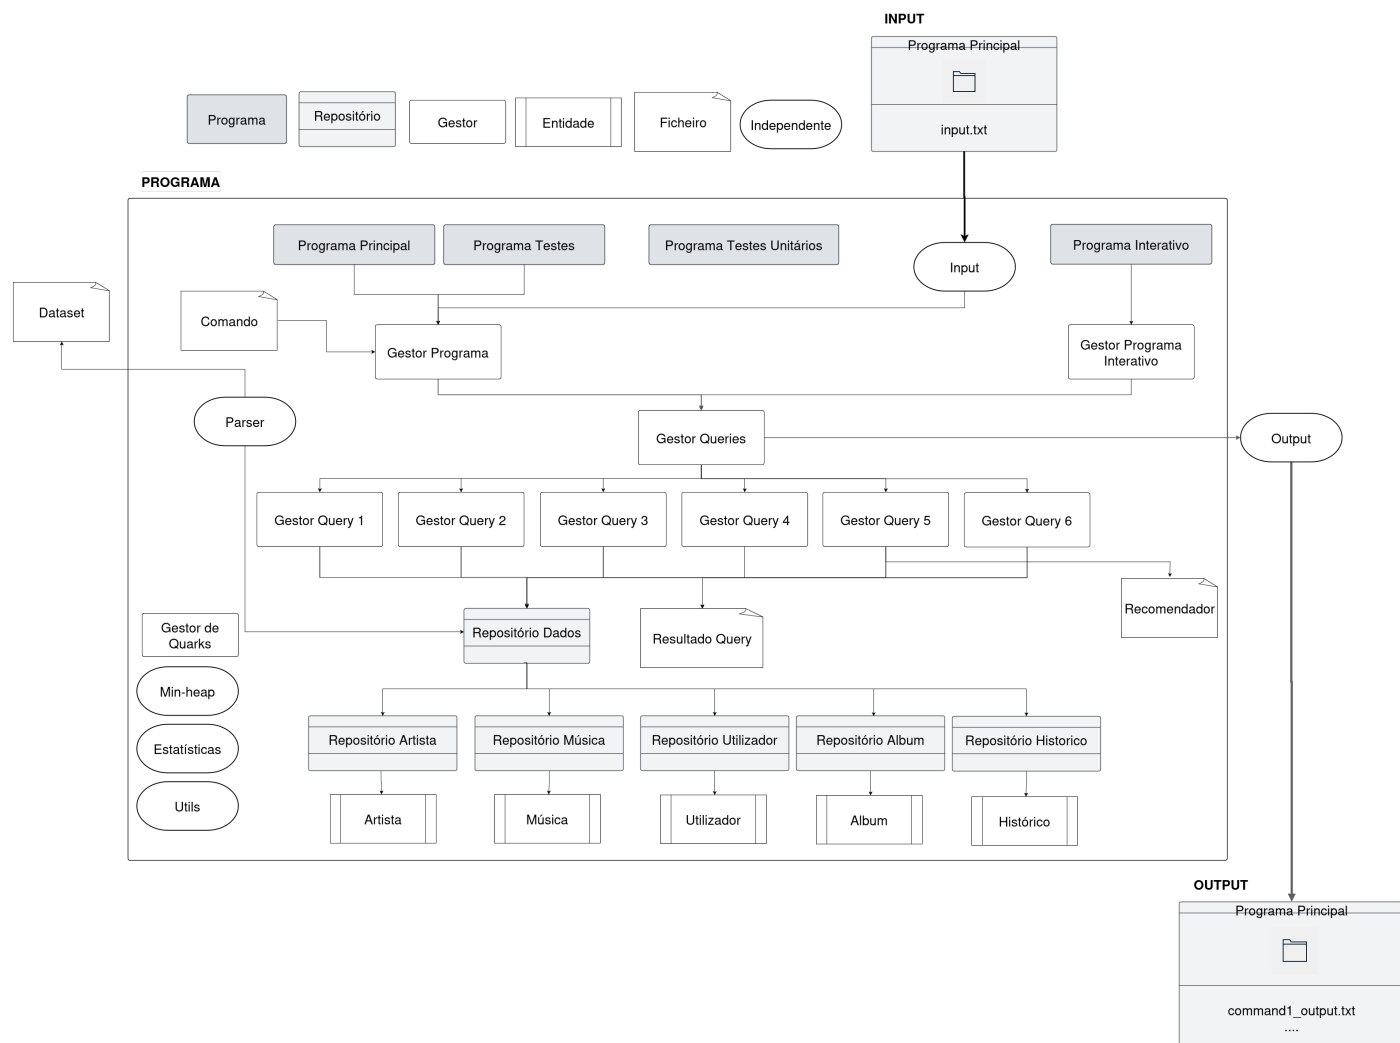 INPUT
Programa Principal
input.txt
Programa
Repositório
Gestor
Entidade
Ficheiro
Independente
PROGRAMA
Programa Principal
Programa Testes
Programa Testes Unitários
Programa Interativo
Input
Dataset
Comando
Gestor Programa
Gestor Programa
Interativo
Parser
Gestor Queries
Output
Gestor Query 1
Gestor Query 2
Gestor Query 3
Gestor Query 4
Gestor Query 5
Gestor Query 6
Recomendador
Gestor de
Quarks
Repositório Dados
Resultado Query
Min-heap
Estatísticas
Utils
Repositório Artista
Repositório Música
Repositório Utilizador
Repositório Album
Repositório Historico
Artista
Música
Utilizador
Album
Histórico
OUTPUT
Programa Principal
command1_output.txt
....